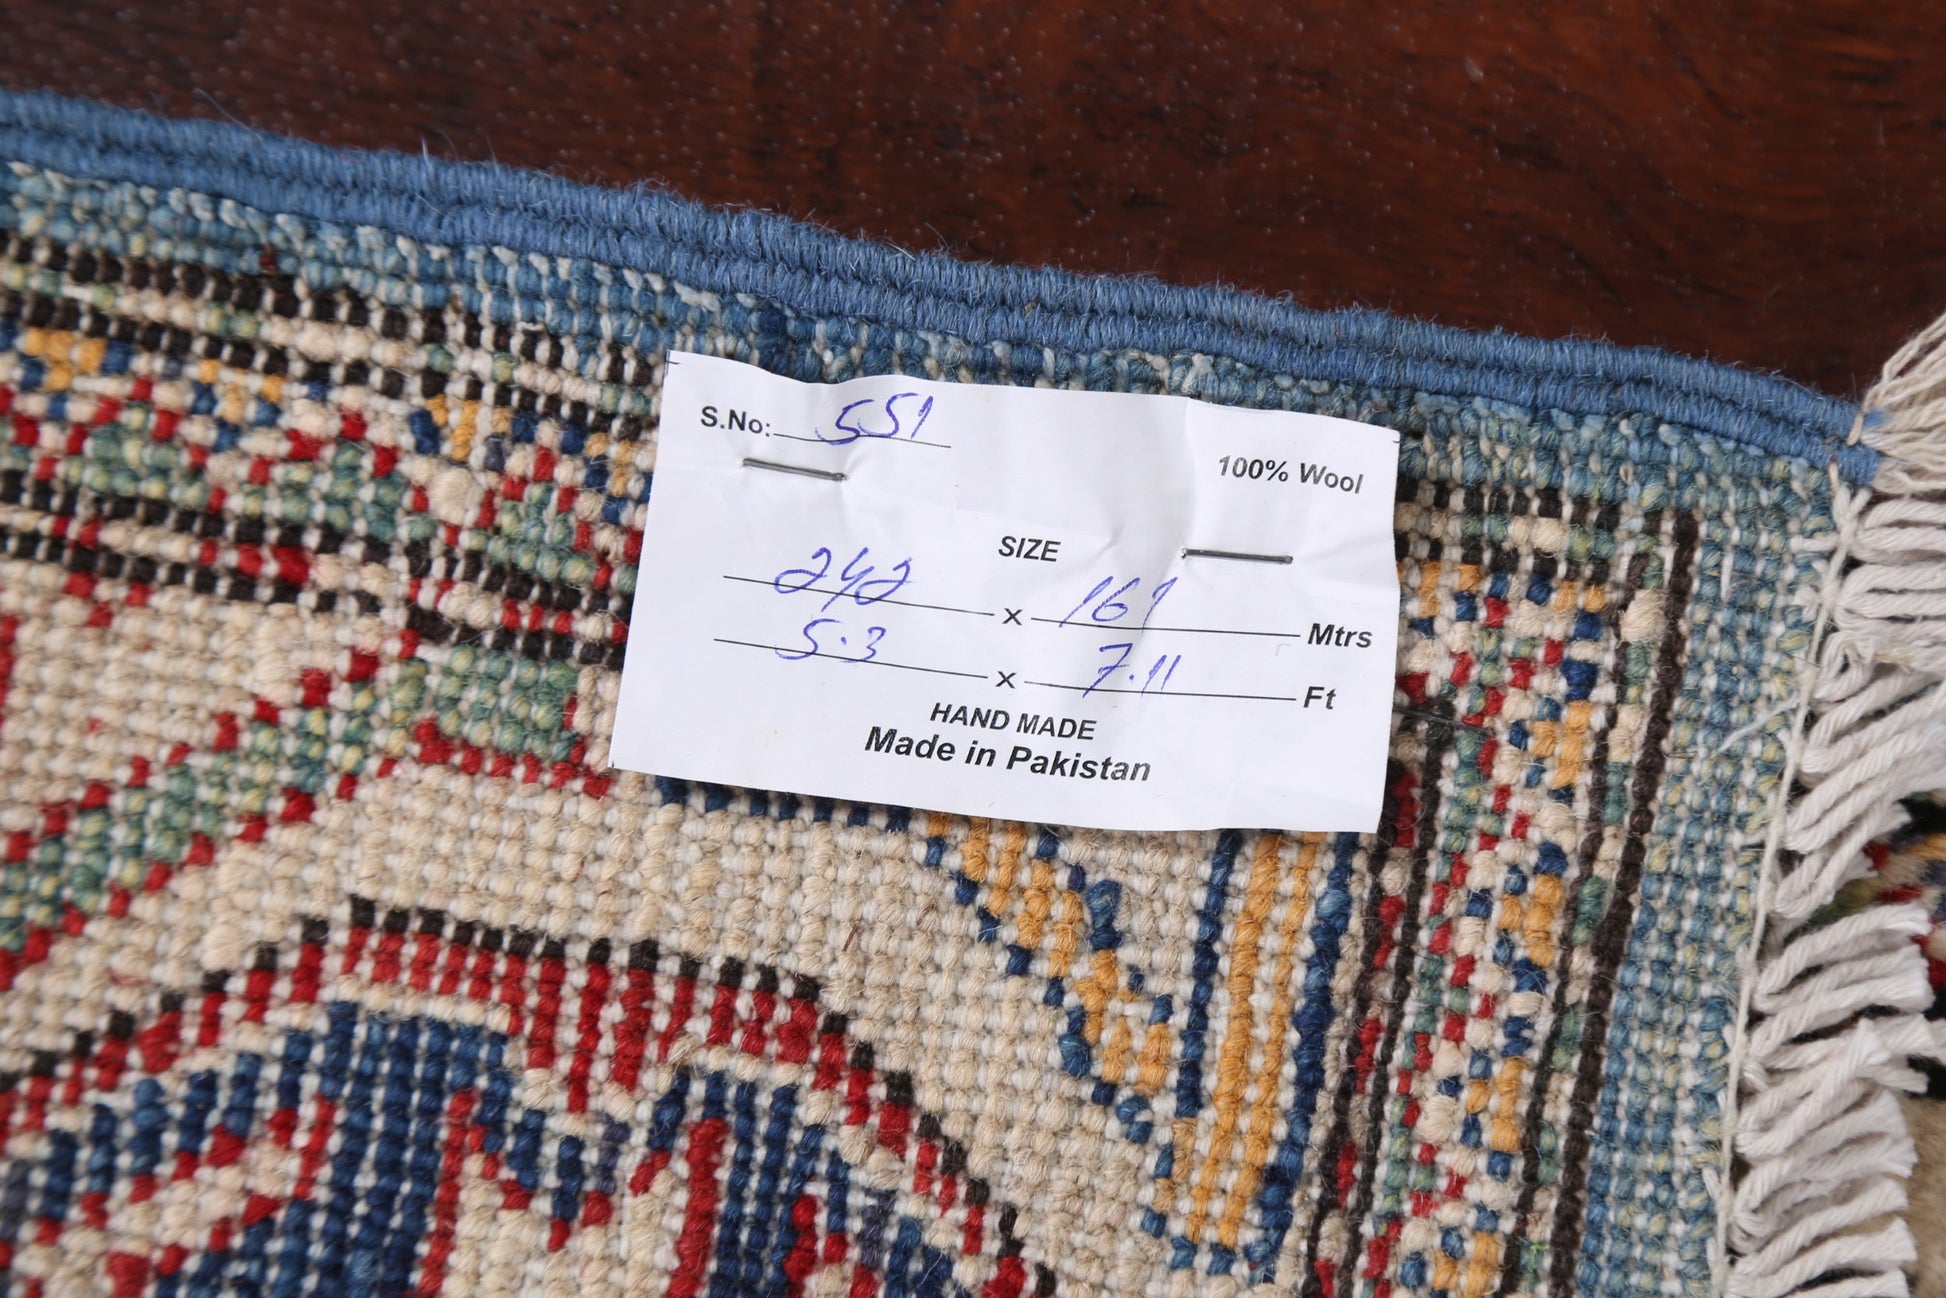 S.No: 551
100% Wool
SIZE
242 x 161 Mtrs
5.3 x 7.11 Ft
HAND MADE
Made in Pakistan